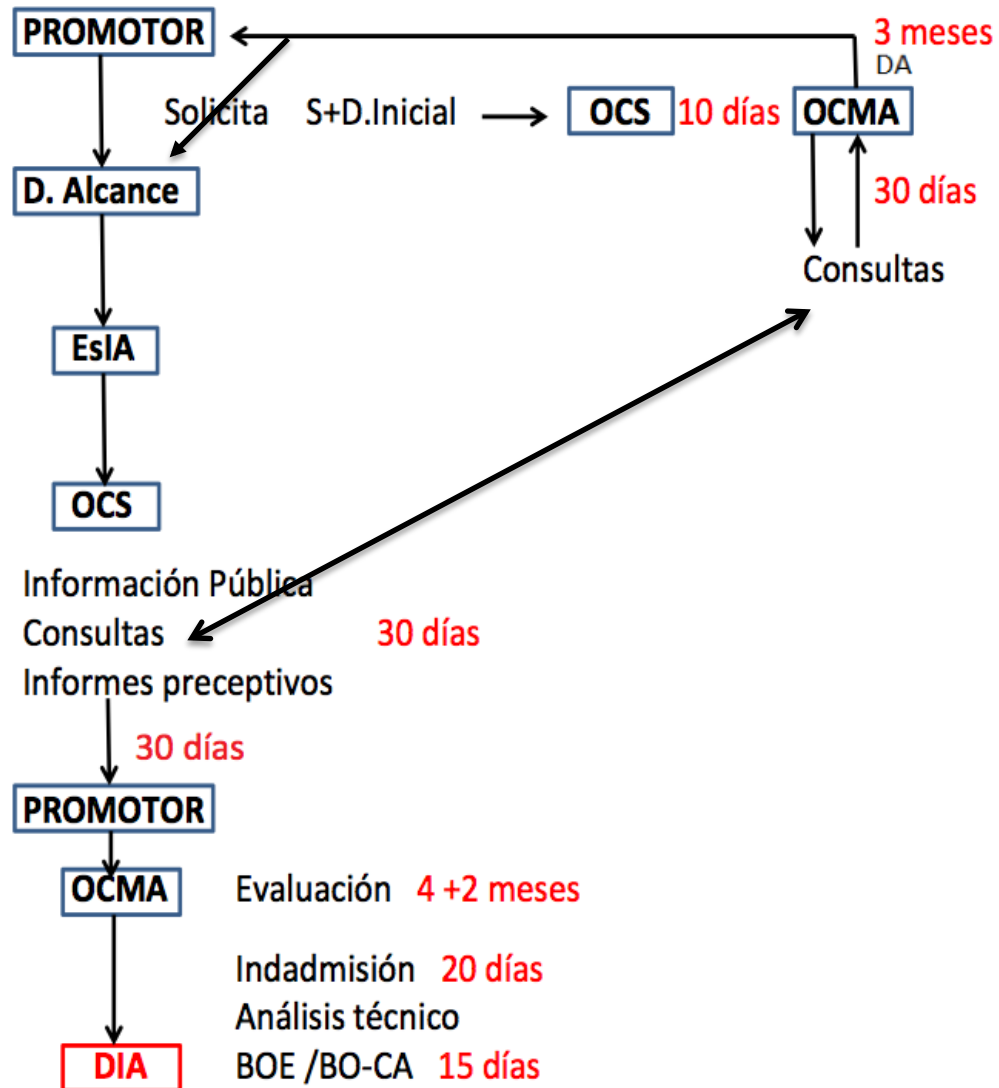 PROMOTOR
3 meses
DA
Solicita S+D.Inicial OCS 10 días OCMA
D. Alcance
30 días
Consultas
EsIA
OCS
Información Pública
Consultas 30 días
Informes preceptivos
30 días
PROMOTOR
OCMA Evaluación 4 +2 meses
Indadmisión 20 días
Análisis técnico
DIA BOE /BO-CA 15 días